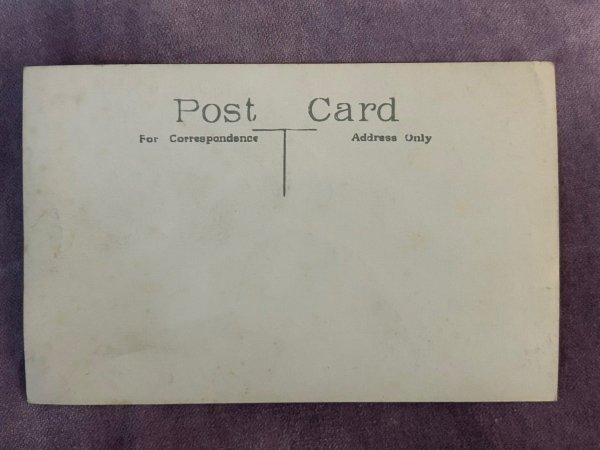 Post Card
For Correspondence Address Only